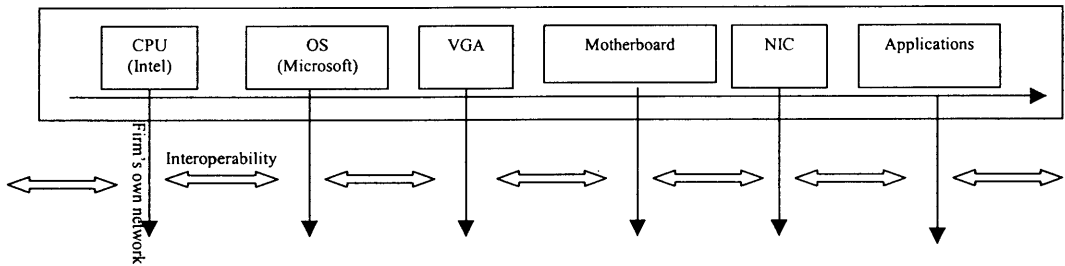 CPU
(Intel)
OS
(Microsoft)
VGA
Motherboard
NIC
Applications
Firm's own network
Interoperability